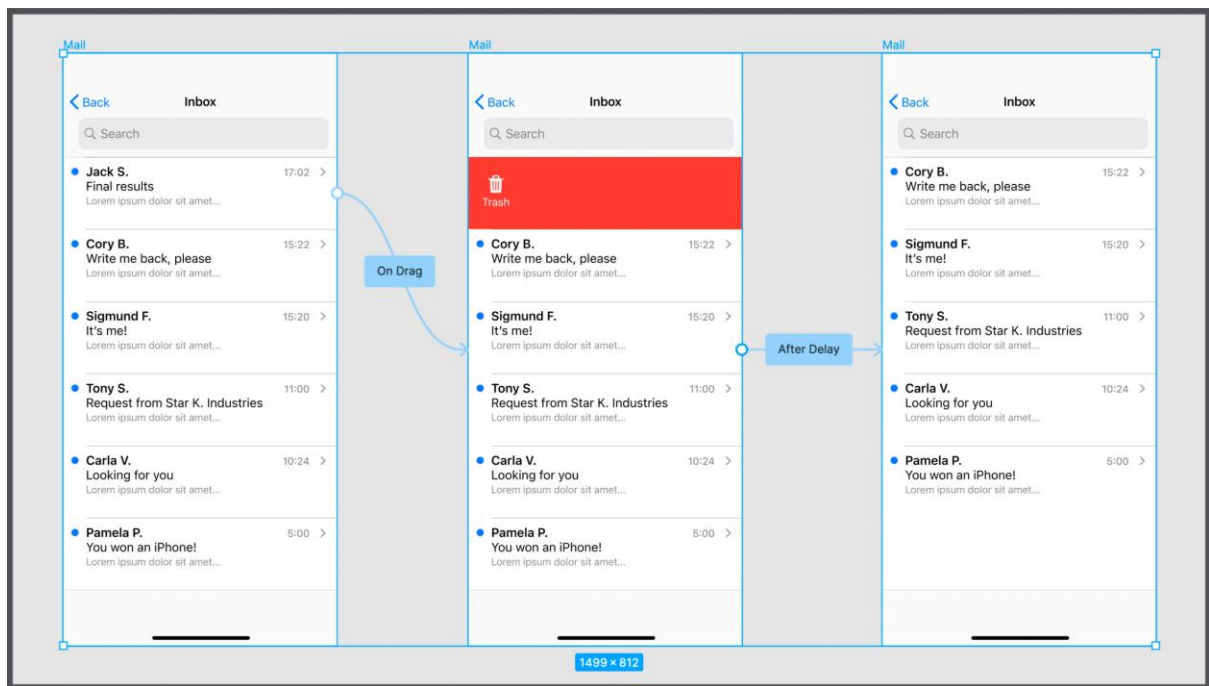 Mail
Back Inbox
Search
Jack S. 17:02
Final results
Lorem ipsum dolor sit amet...
Cory B. 15:22
Write me back, please
Lorem ipsum dolor sit amet...
Sigmund F. 15:20
It's me!
Lorem ipsum dolor sit amet...
Tony S. 11:00
Request from Star K. Industries
Lorem ipsum dolor sit amet...
Carla V. 10:24
Looking for you
Lorem ipsum dolor sit amet...
Pamela P. 5:00
You won an iPhone!
Lorem ipsum dolor sit amet...
On Drag
Mail
Back Inbox
Search
Trash
Cory B. 15:22
Write me back, please
Lorem ipsum dolor sit amet...
Sigmund F. 15:20
It's me!
Lorem ipsum dolor sit amet...
Tony S. 11:00
Request from Star K. Industries
Lorem ipsum dolor sit amet...
Carla V. 10:24
Looking for you
Lorem ipsum dolor sit amet...
Pamela P. 5:00
You won an iPhone!
Lorem ipsum dolor sit amet...
After Delay
Mail
Back Inbox
Search
Cory B. 15:22
Write me back, please
Lorem ipsum dolor sit amet...
Sigmund F. 15:20
It's me!
Lorem ipsum dolor sit amet...
Tony S. 11:00
Request from Star K. Industries
Lorem ipsum dolor sit amet...
Carla V. 10:24
Looking for you
Lorem ipsum dolor sit amet...
Pamela P. 5:00
You won an iPhone!
Lorem ipsum dolor sit amet...
1499 × 812